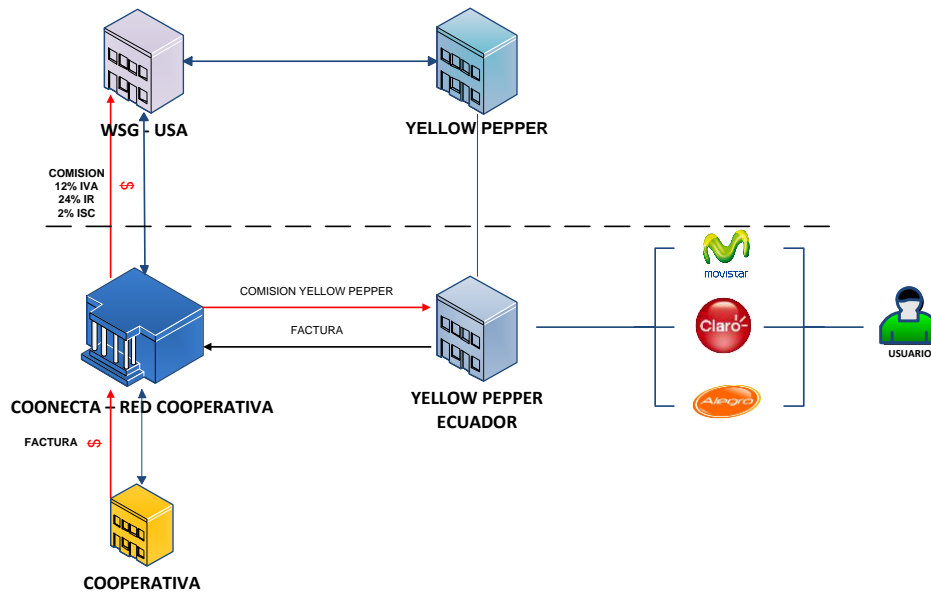 WSG - USA
YELLOW PEPPER
COMISION
12% IVA
24% IR
2% ISC
$
movistar
COMISION YELLOW PEPPER
Claro
FACTURA
USUARIO
COONECTA – RED COOPERATIVA
YELLOW PEPPER
ECUADOR
Alegro
FACTURA $
COOPERATIVA